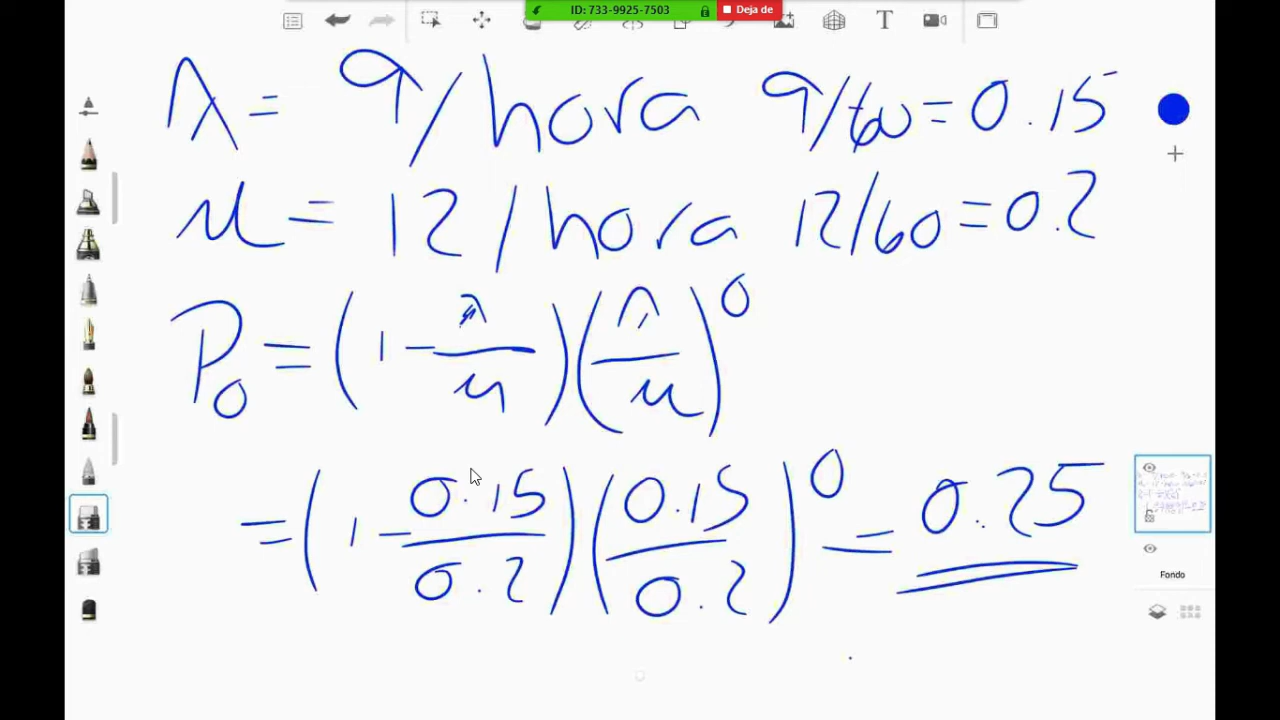 ID: 733-9925-7503 Deja de
λ = 9/hora 9/60 = 0.15
μ = 12/hora 12/60 = 0.2
P₀ = (1 - λ/μ)(λ/μ)⁰
= (1 - 0.15/0.2)(0.15/0.2)⁰ = 0.25
Fondo